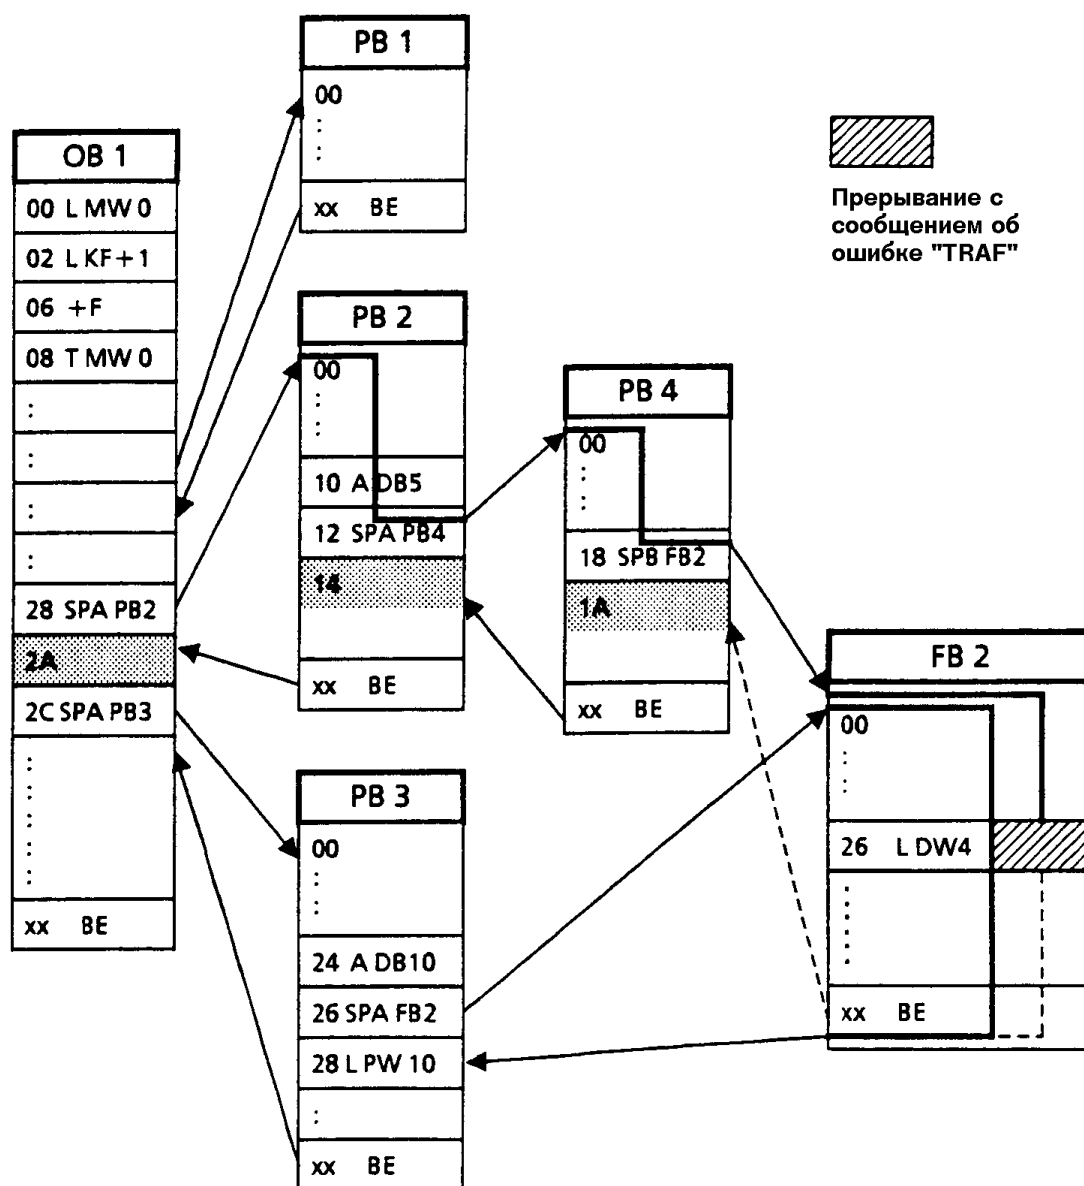 PB 1
00
xx BE
OB 1
00 L MW 0
02 L KF+1
06 +F
08 T MW 0
:
:
:
:
28 SPA PB2
2A
2C SPA PB3
xx BE
Прерывание с
сообщением об
ошибке "TRAF"
PB 2
00
10 A DB5
12 SPA PB4
14
xx BE
PB 4
00
18 SPB FB2
1A
xx BE
FB 2
00
26 L DW4
xx BE
PB 3
00
24 A DB10
26 SPA FB2
28 L PW 10
:
xx BE